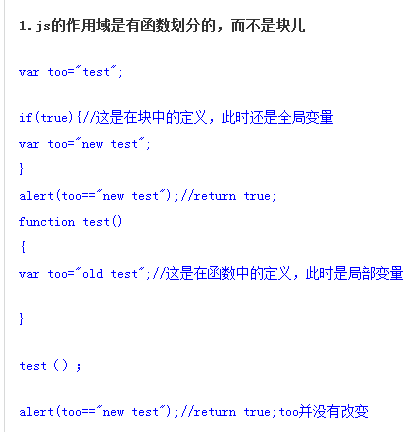 1.js的作用域是有函数划分的，而不是块儿
var too="test";
if(true){//这是在块中的定义，此时还是全局变量
var too="new test";
}
alert(too=="new test");//return true;
function test()
{
var too="old test";//这是在函数中的定义，此时是局部变量
}
test（）；
alert(too=="new test");//return true;too并没有改变